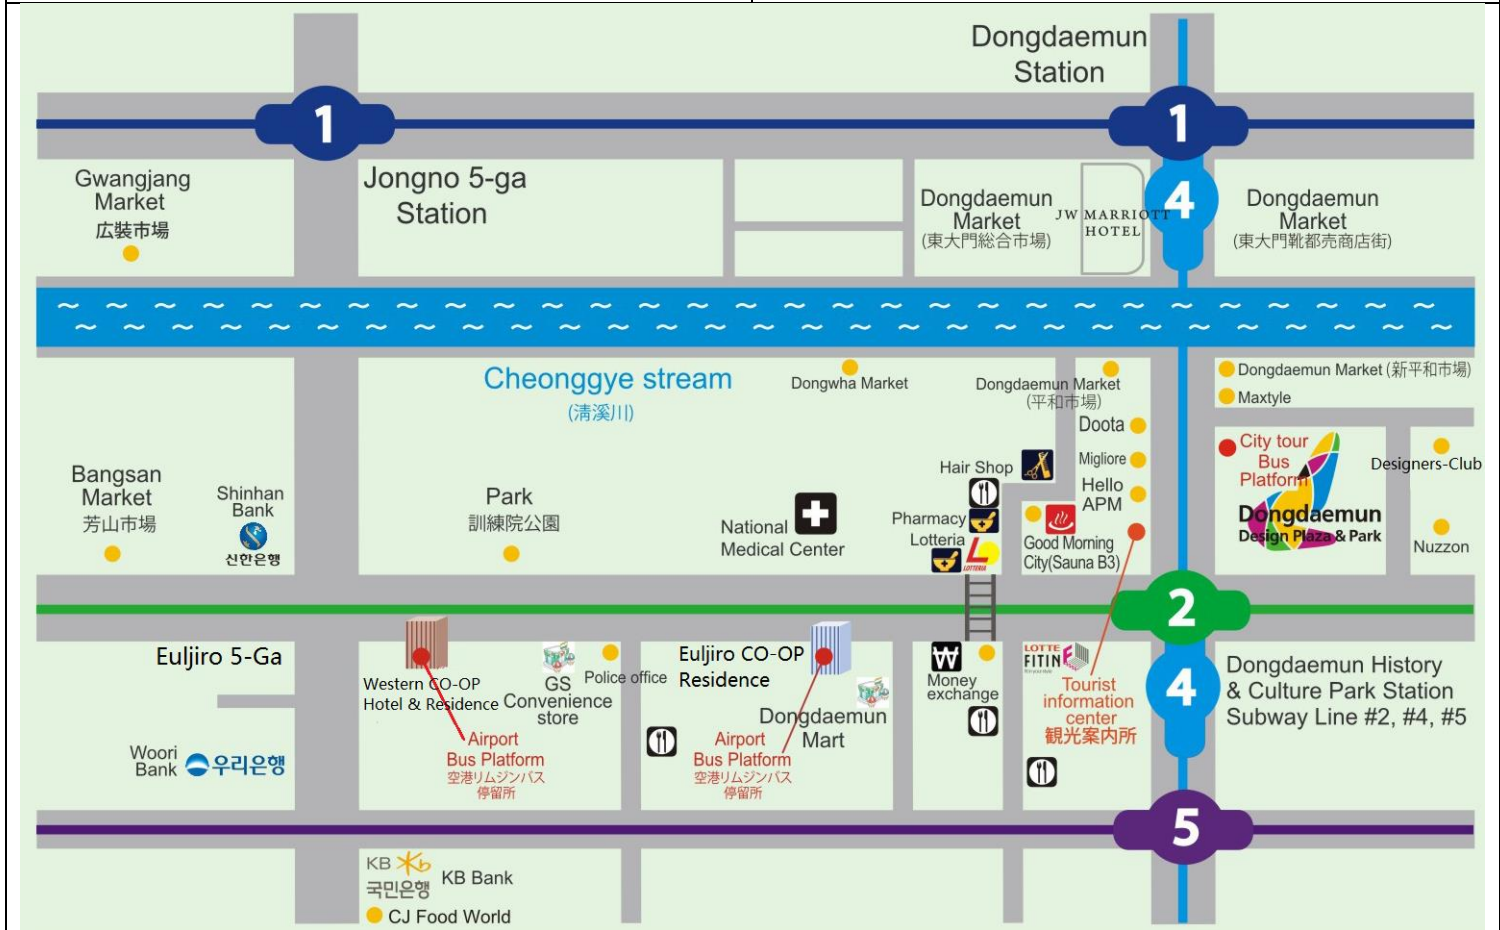 Dongdaemun
Station
1
1
Gwangjang
Market
広裝市場
Jongno 5-ga
Station
Dongdaemun
Market
(東大門総合市場)
JW MARRIOTT
HOTEL
4
Dongdaemun
Market
(東大門靴都売商店街)
Cheonggye stream
(淸溪川)
Dongwha Market
Dongdaemun Market
(平和市場)
Doota
Migliore
Hello
APM
Dongdaemun Market (新平和市場)
Maxtyle
City tour
Bus
Platform
Dongdaemun
Design Plaza & Park
Designers-Club
Nuzzon
Bangsan
Market
芳山市場
Shinhan
Bank
신한은행
Park
訓練院公園
National
Medical Center
Hair Shop
Pharmacy
Lotteria
LOTTERIA
Good Morning
City(Sauna B3)
2
Euljiro 5-Ga
Western CO-OP
Hotel & Residence
GS
Convenience
store
Police office
Euljiro CO-OP
Residence
Dongdaemun
Mart
Money
exchange
LOTTE
FITIN
Tourist
information
center
観光案内所
4
Dongdaemun History
& Culture Park Station
Subway Line #2, #4, #5
Woori
Bank
우리은행
Airport
Bus Platform
空港リムジンバス
停留所
Airport
Bus Platform
空港リムジンバス
停留所
5
KB
국민은행
KB Bank
CJ Food World